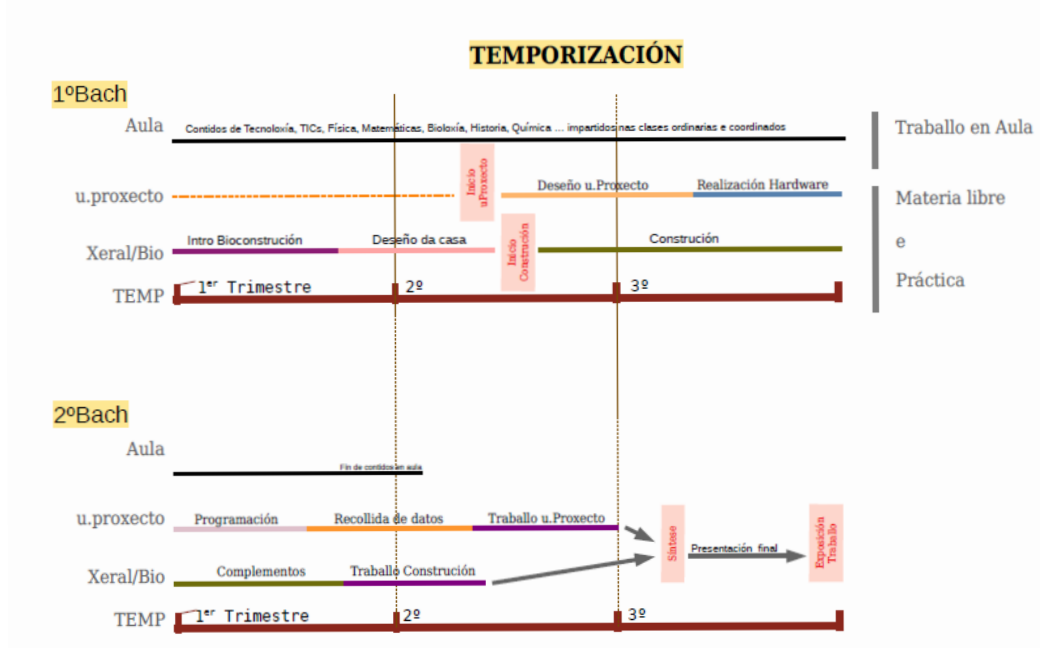 TEMPORIZACIÓN
1ºBach
Aula
Contidos de Tecnoloxía, TICs, Física, Matemáticas, Bioloxía, Historia, Química ... impartidos nas clases ordinarias e coordinados
Traballo en Aula
Inicio
uProxecto
u.proxecto
Deseño u.Proxecto
Realización Hardware
Materia libre
e
Práctica
Xeral/Bio
Intro Bioconstrución
Deseño da casa
Inicio
Construción
Construción
TEMP
1er Trimestre
2º
3º
2ºBach
Aula
Fin de contidos en aula
u.proxecto
Programación
Recollida de datos
Traballo u.Proxecto
Síntese
Presentación final
Exposición
Traballo
Xeral/Bio
Complementos
Traballo Construción
TEMP
1er Trimestre
2º
3º